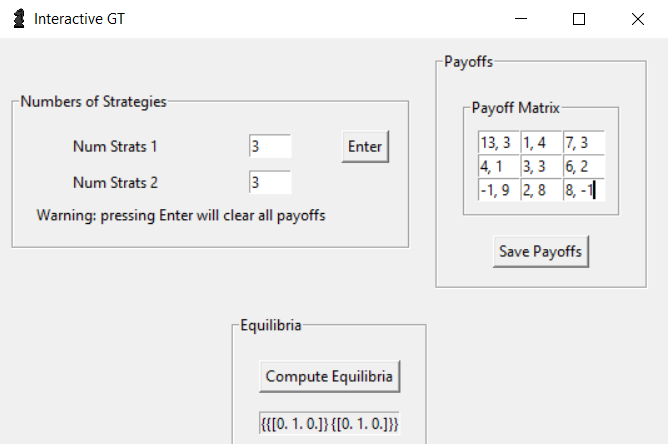 Interactive GT
Numbers of Strategies
Num Strats 1 3 Enter
Num Strats 2 3
Warning: pressing Enter will clear all payoffs
Payoffs
Payoff Matrix
13, 3 1, 4 7, 3
4, 1 3, 3 6, 2
-1, 9 2, 8 8, -1
Save Payoffs
Equilibria
Compute Equilibria
{{[0. 1. 0.]} {[0. 1. 0.]}}